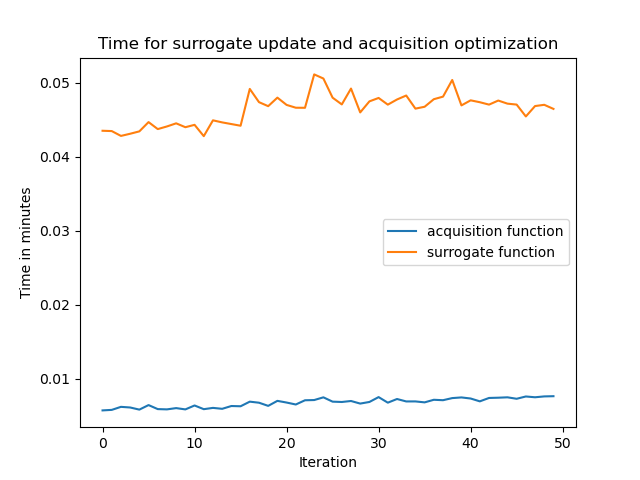 Time for surrogate update and acquisition optimization
0.05
0.04
0.03
0.02
0.01
Time in minutes
acquisition function
surrogate function
0 10 20 30 40 50
Iteration